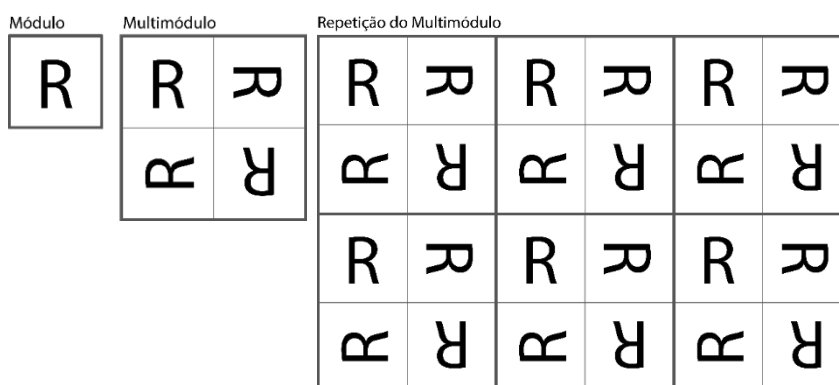 Módulo Multimódulo Repetição do Multimódulo
R R R R R R R R R
R R R R R R R R
R R R R R R
R R R R R R